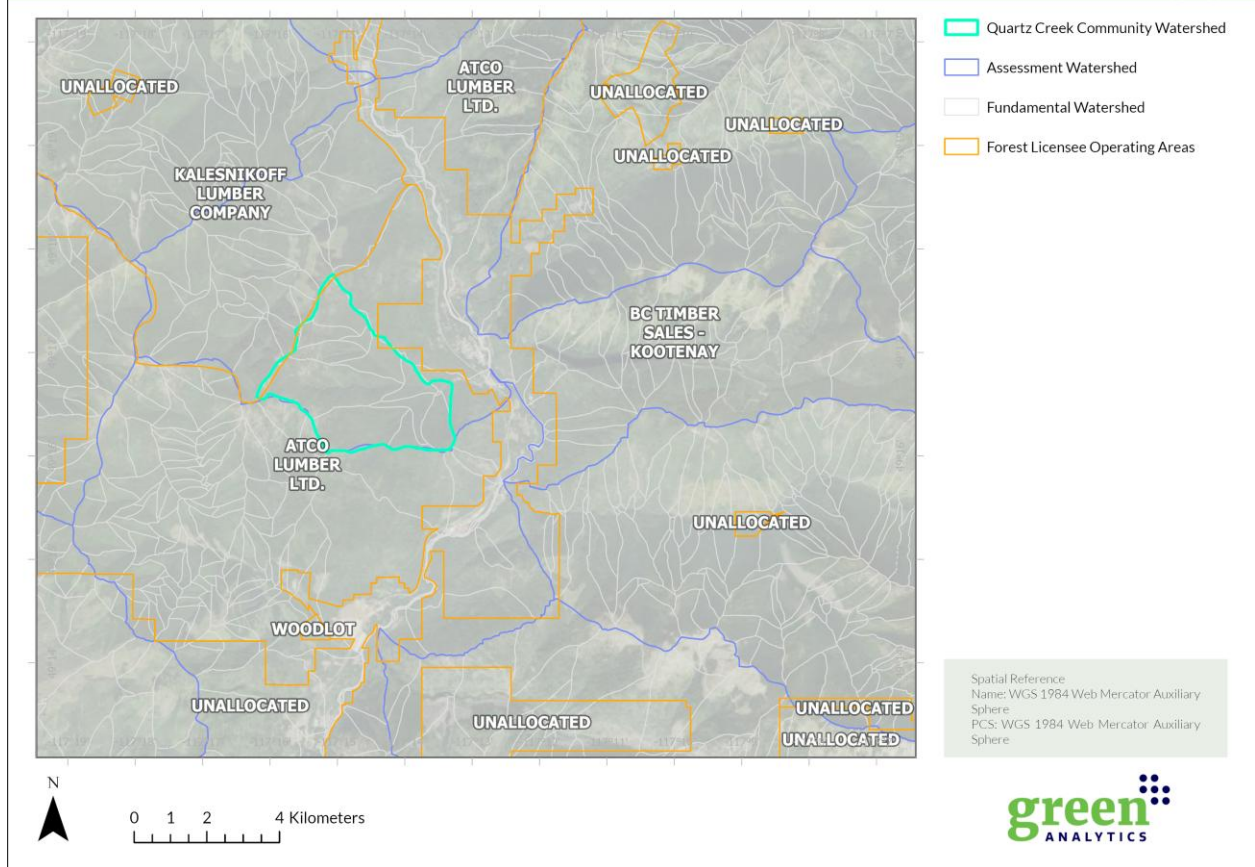 Quartz Creek Community Watershed
Assessment Watershed
Fundamental Watershed
Forest Licensee Operating Areas
UNALLOCATED
ATCO
LUMBER
LTD.
UNALLOCATED
UNALLOCATED
UNALLOCATED
KALESNIKOFF
LUMBER
COMPANY
BC TIMBER
SALES -
KOOTENAY
ATCO
LUMBER
LTD.
UNALLOCATED
WOODLOT
UNALLOCATED
UNALLOCATED
UNALLOCATED
UNALLOCATED
Spatial Reference
Name: WGS 1984 Web Mercator Auxiliary
Sphere
PCS: WGS 1984 Web Mercator Auxiliary
Sphere
N
0 1 2 4 Kilometers
green
ANALYTICS